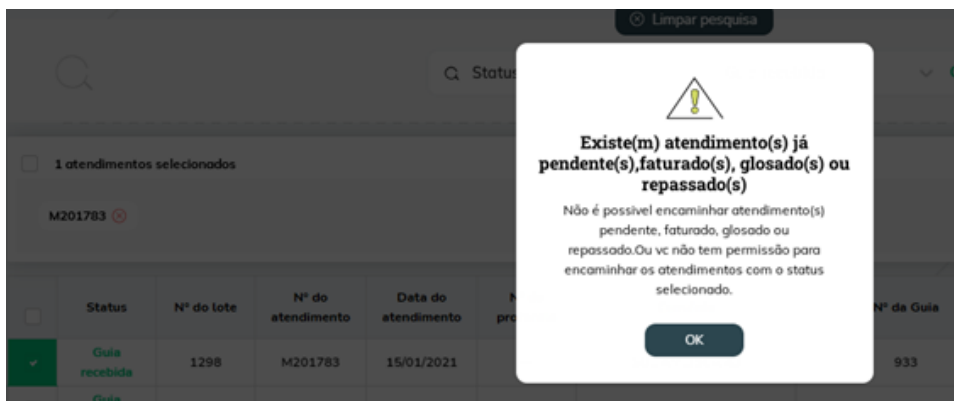 Limpar pesquisa
Status
1 atendimentos selecionados
M201783
Existe(m) atendimento(s) já
pendente(s),faturado(s), glosado(s) ou
repassado(s)
Não é possivel encaminhar atendimento(s)
pendente, faturado, glosado ou
repassado.Ou vc não tem permissão para
encaminhar os atendimentos com o status
selecionado.
OK
Status Nº do lote Nº do atendimento Data do atendimento Nº da Guia
Guia recebida 1298 M201783 15/01/2021 933
Guia